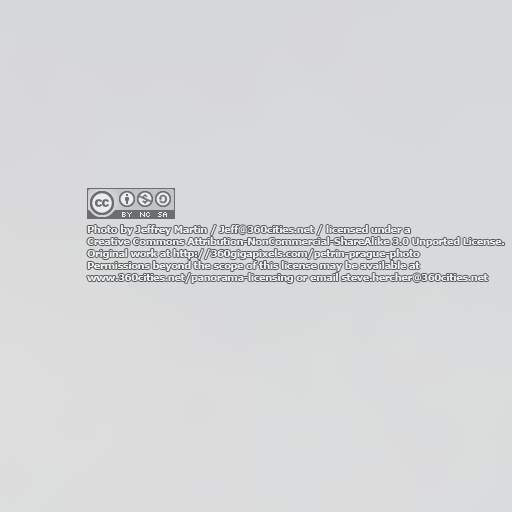 cc BY NC SA
Photo by Jeffrey Martin / Jeff@360cities.net / licensed under a
Creative Commons Attribution-NonCommercial-ShareAlike 3.0 Unported License.
Original work at http://360gigapixels.com/petrin-prague-photo
Permissions beyond the scope of this license may be available at
www.360cities.net/panorama-licensing or email steve.hercher@360cities.net